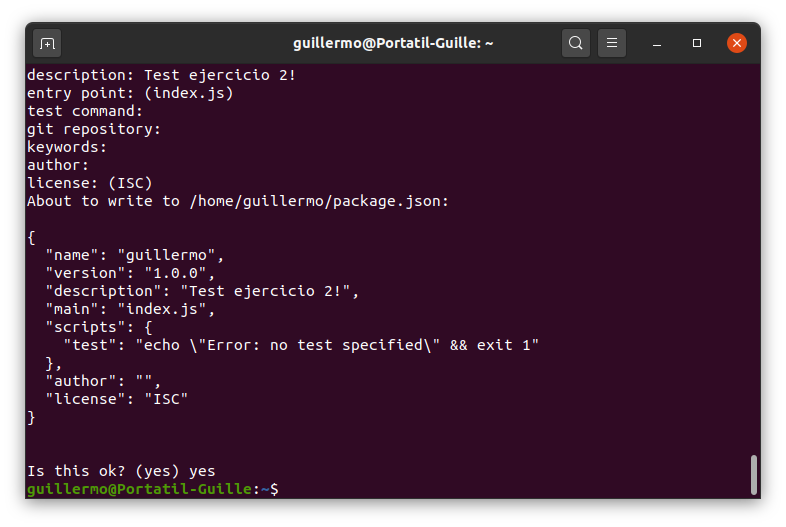 guillermo@Portatil-Guille: ~
description: Test ejercicio 2!
entry point: (index.js)
test command:
git repository:
keywords:
author:
license: (ISC)
About to write to /home/guillermo/package.json:
{
  "name": "guillermo",
  "version": "1.0.0",
  "description": "Test ejercicio 2!",
  "main": "index.js",
  "scripts": {
    "test": "echo \"Error: no test specified\" && exit 1"
  },
  "author": "",
  "license": "ISC"
}
Is this ok? (yes) yes
guillermo@Portatil-Guille:~$